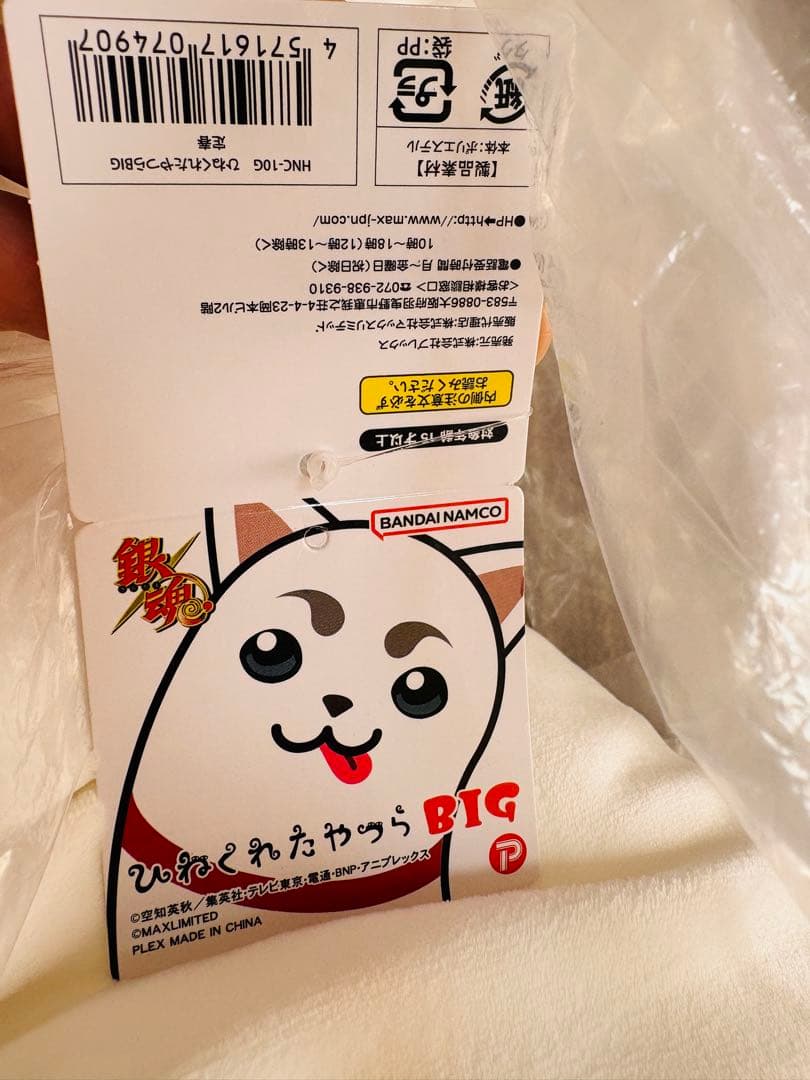 4 571617 074907
HNC-10G ひねくれたやつらBIG
定春
袋:PP
プラ
紙
【製品素材】
本体:ポリエステル
●HP➡http://www.max-jpn.com/
10時~18時(12時~13時除く)
●電話受付時間 月~金曜日(祝日除く)
<お客様相談窓口> ☎072-938-9310
〒583-0886大阪府羽曳野市恵我之荘4-4-23岡本ビル2階
販売代理店:株式会社マックスリミテッド
発売元:株式会社プレックス
内側の注意文を必ず
お読みください。
対象年齢 15才以上
BANDAI NAMCO
銀魂
ひねくれたやつら BIG
©空知英秋/集英社・テレビ東京・電通・BNP・アニプレックス
©MAXLIMITED
PLEX MADE IN CHINA